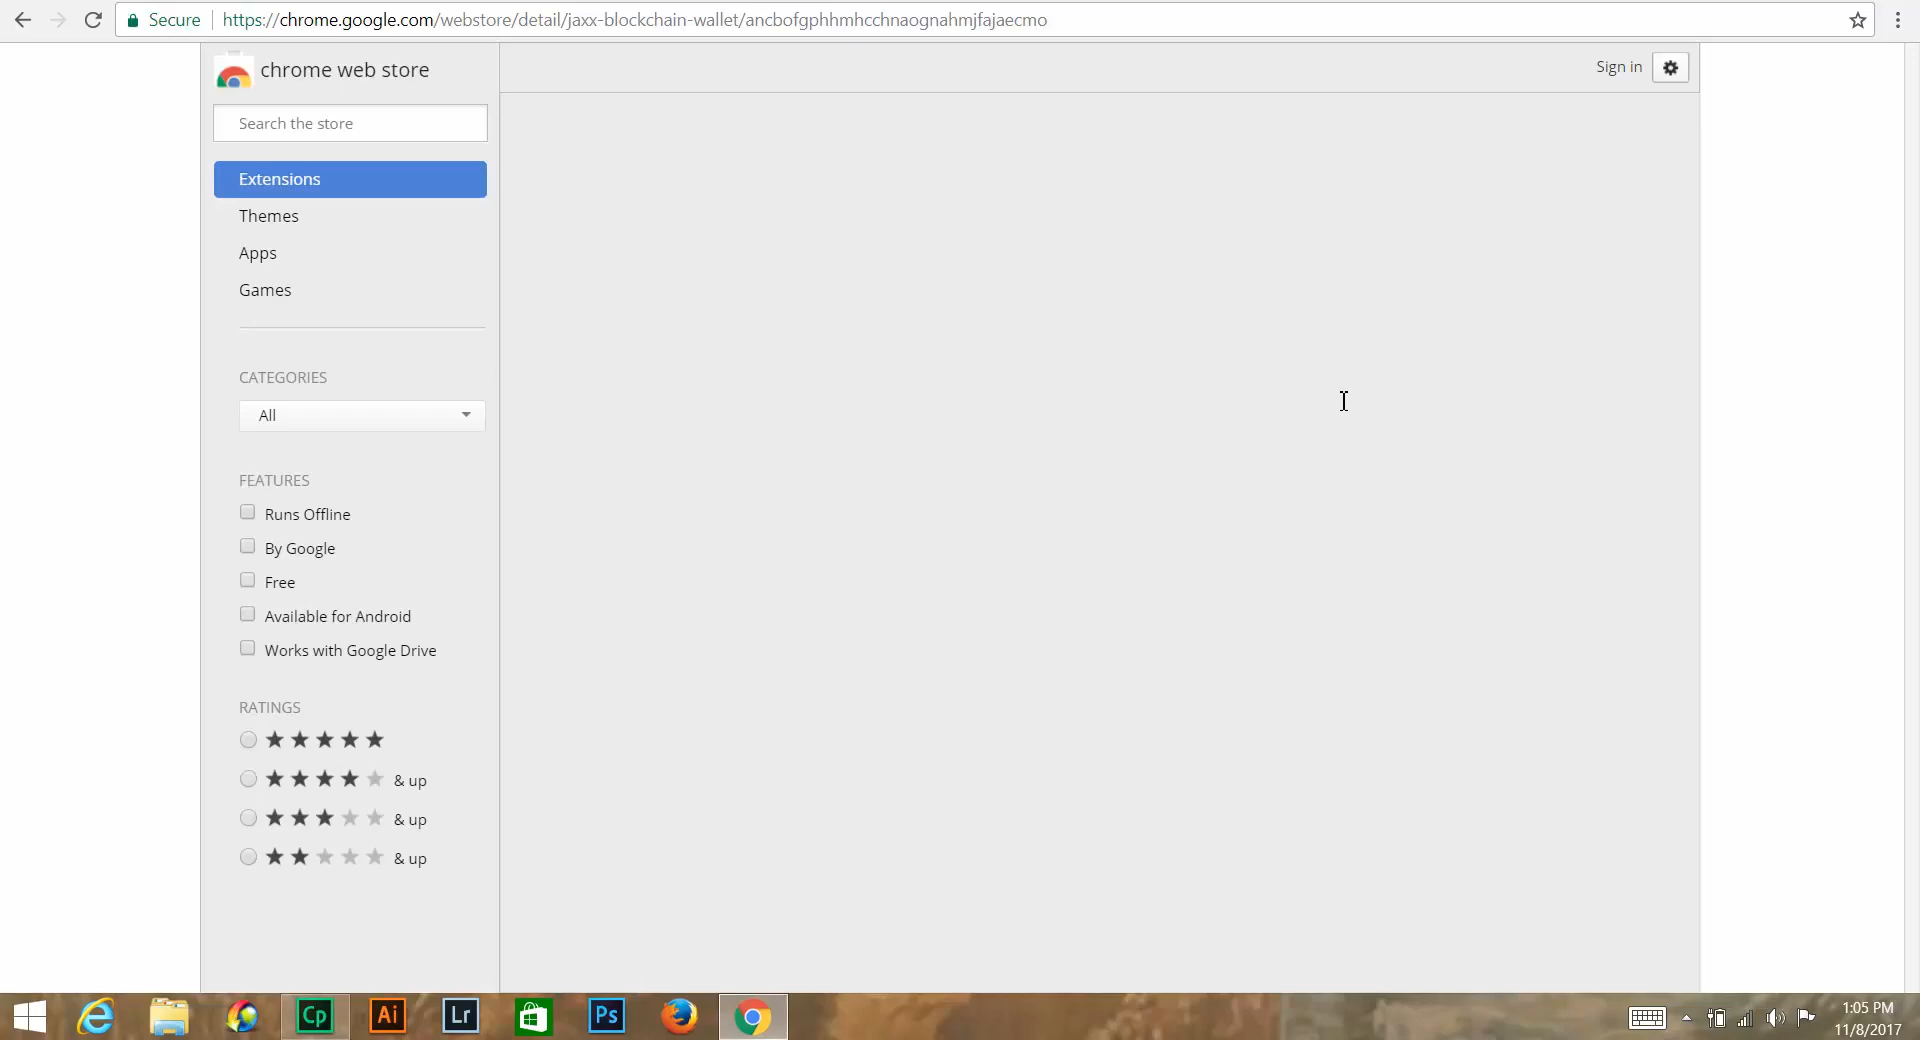 Secure
https://chrome.google.com/webstore/detail/jaxx-blockchain-wallet/ancbofgphhmhcchnaognahmjfajaecmo
chrome web store
Sign in
Search the store
Extensions
Themes
Apps
Games
CATEGORIES
All
FEATURES
Runs Offline
By Google
Free
Available for Android
Works with Google Drive
RATINGS
& up
& up
& up
Cp
Ai
Lr
Ps
1:05 PM
11/8/2017